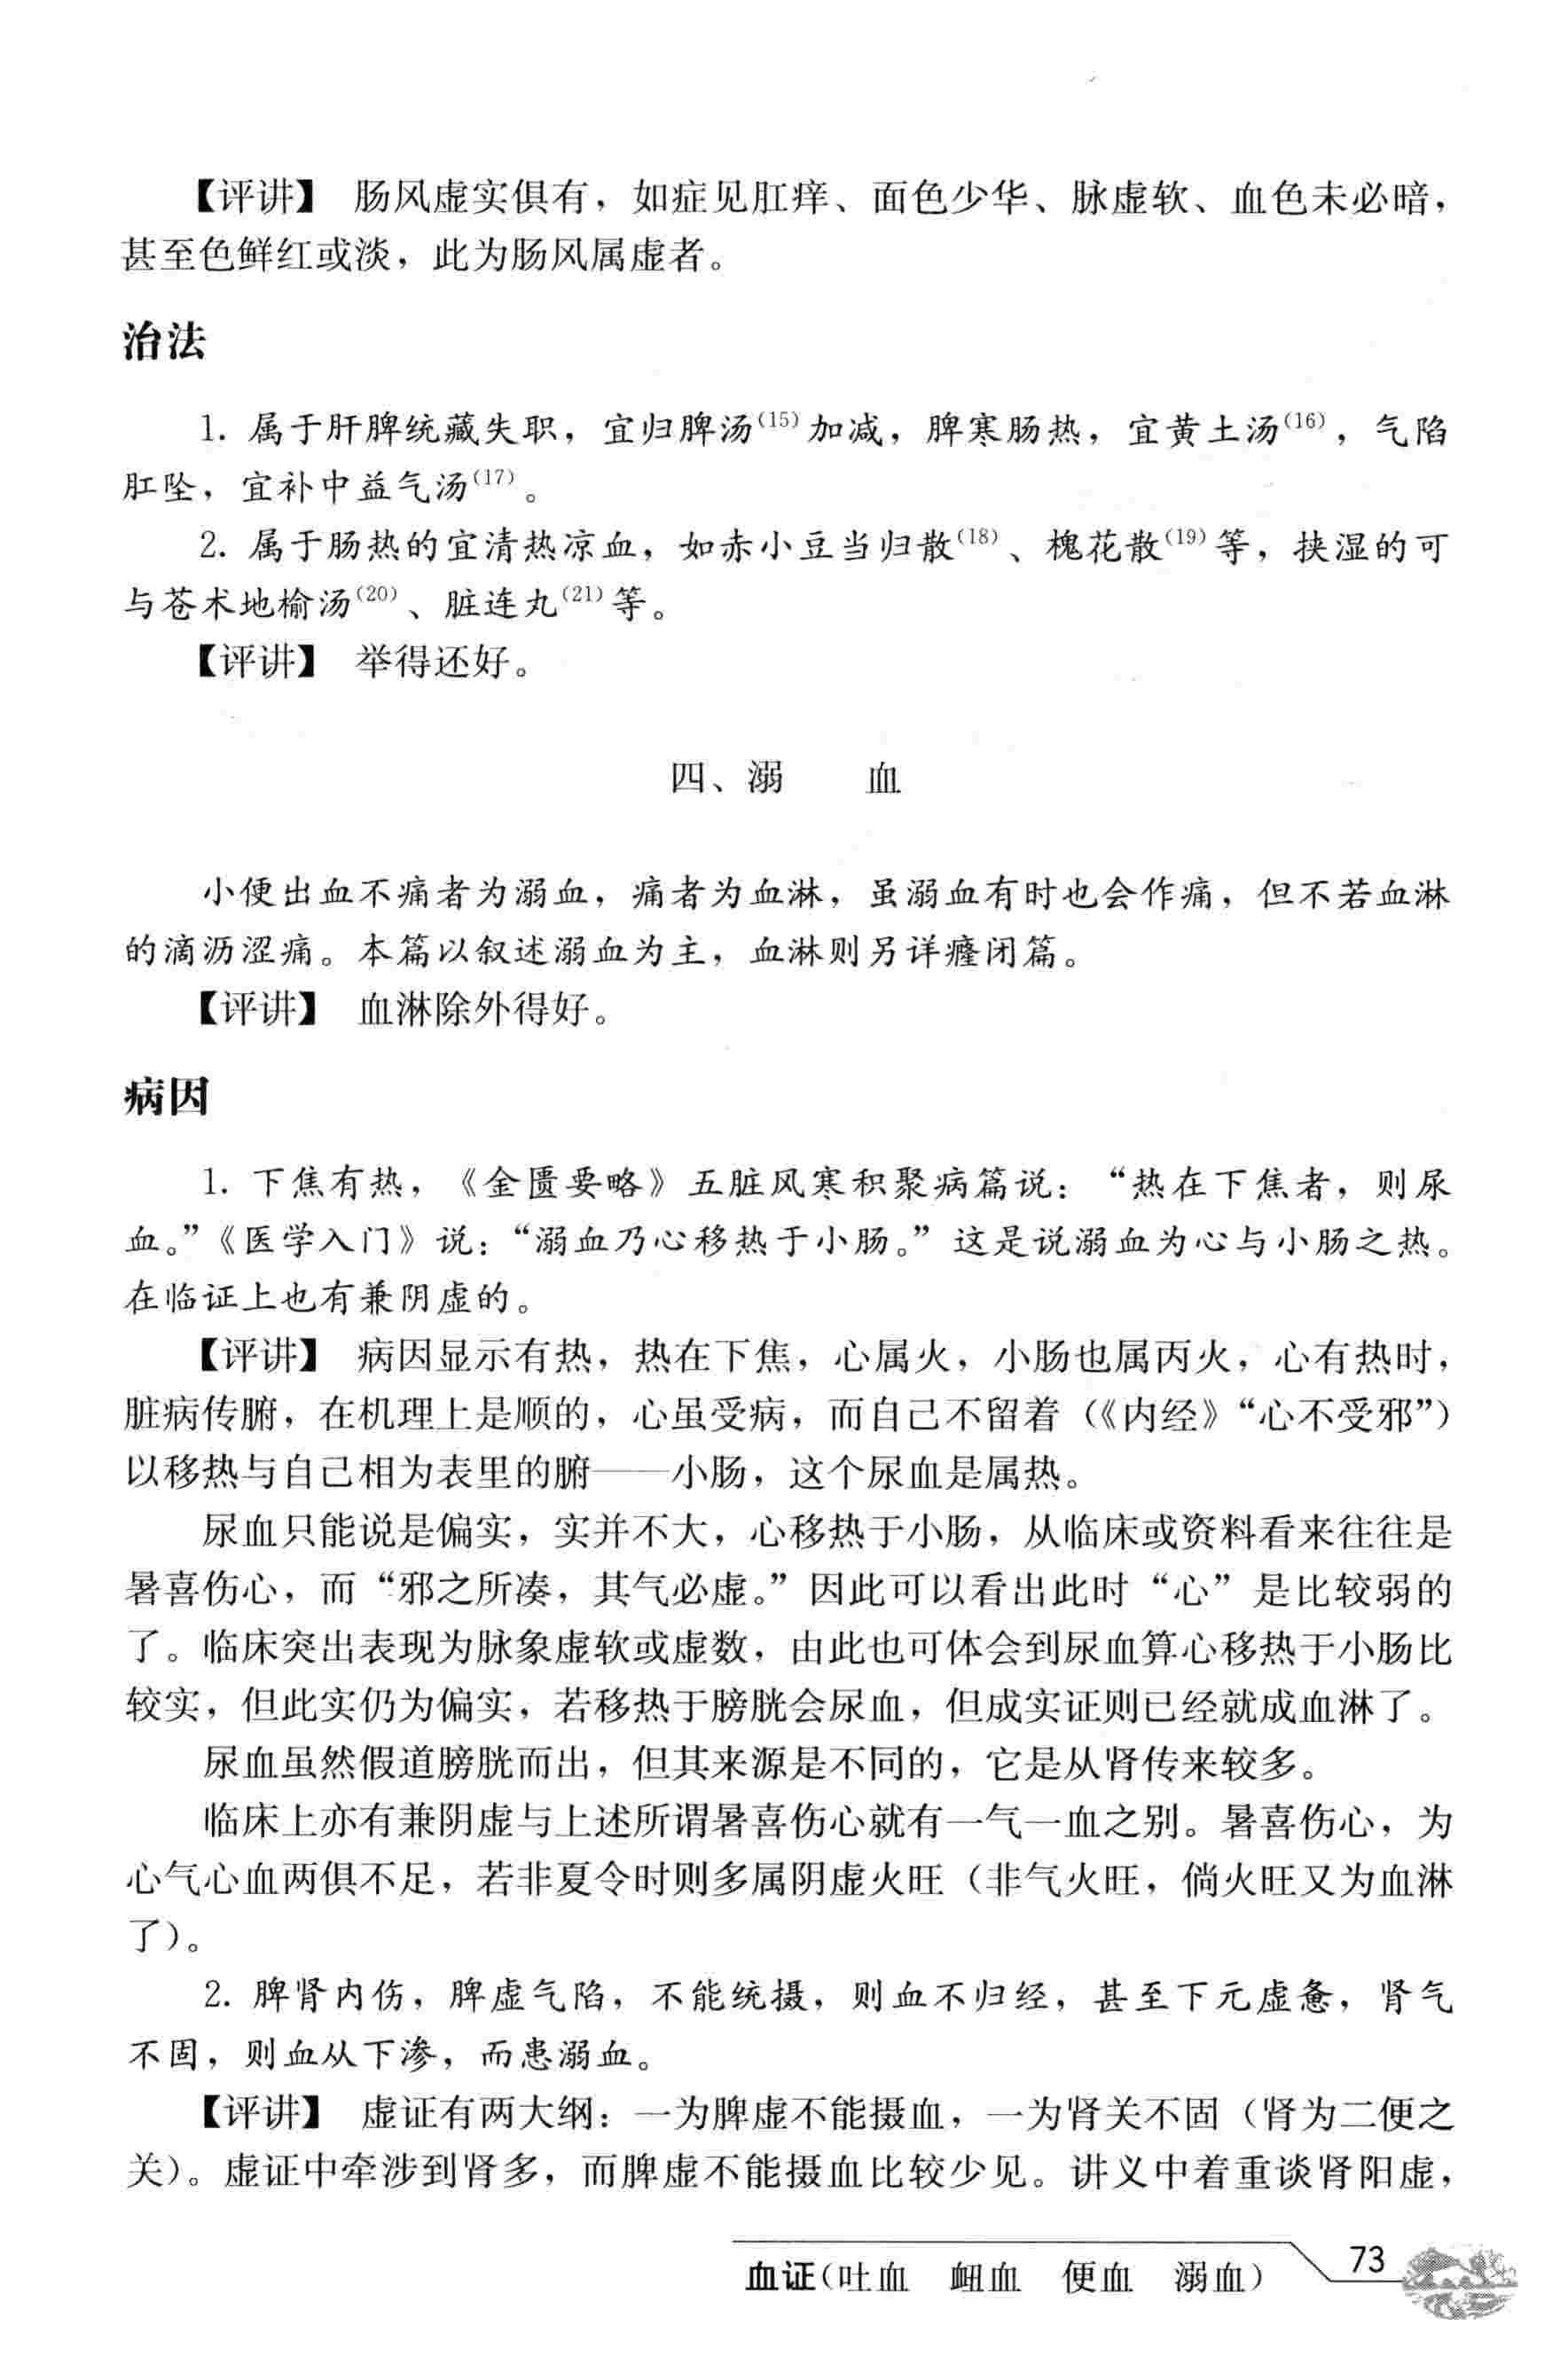 【评讲】 肠风虚实俱有，如症见肛痒、面色少华、脉虚软、血色未必暗，
甚至色鲜红或淡，此为肠风属虚者。
治法
1. 属于肝脾统藏失职，宜归脾汤(15)加减，脾寒肠热，宜黄土汤(16)，气陷
肛坠，宜补中益气汤(17)。
2. 属于肠热的宜清热凉血，如赤小豆当归散(18)、槐花散(19)等，挟湿的可
与苍术地榆汤(20)、脏连丸(21)等。
【评讲】 举得还好。
四、溺 血
小便出血不痛者为溺血，痛者为血淋，虽溺血有时也会作痛，但不若血淋
的滴沥涩痛。本篇以叙述溺血为主，血淋则另详癃闭篇。
【评讲】 血淋除外得好。
病因
1. 下焦有热，《金匮要略》五脏风寒积聚病篇说：“热在下焦者，则尿
血。”《医学入门》说：“溺血乃心移热于小肠。”这是说溺血为心与小肠之热。
在临证上也有兼阴虚的。
【评讲】 病因显示有热，热在下焦，心属火，小肠也属丙火，心有热时，
脏病传腑，在机理上是顺的，心虽受病，而自己不留着（《内经》“心不受邪”）
以移热与自己相为表里的腑——小肠，这个尿血是属热。
尿血只能说是偏实，实并不大，心移热于小肠，从临床或资料看来往往是
暑喜伤心，而“邪之所凑，其气必虚。”因此可以看出此时“心”是比较弱的
了。临床突出表现为脉象虚软或虚数，由此也可体会到尿血算心移热于小肠比
较实，但此实仍为偏实，若移热于膀胱会尿血，但成实证则已经就成血淋了。
尿血虽然假道膀胱而出，但其来源是不同的，它是从肾传来较多。
临床上亦有兼阴虚与上述所谓暑喜伤心就有一气一血之别。暑喜伤心，为
心气心血两俱不足，若非夏令时则多属阴虚火旺（非气火旺，倘火旺又为血淋
了）。
2. 脾肾内伤，脾虚气陷，不能统摄，则血不归经，甚至下元虚惫，肾气
不固，则血从下渗，而患溺血。
【评讲】 虚证有两大纲：一为脾虚不能摄血，一为肾关不固（肾为二便之
关）。虚证中牵涉到肾多，而脾虚不能摄血比较少见。讲义中着重谈肾阳虚，
血证（吐血 衄血 便血 溺血） 73